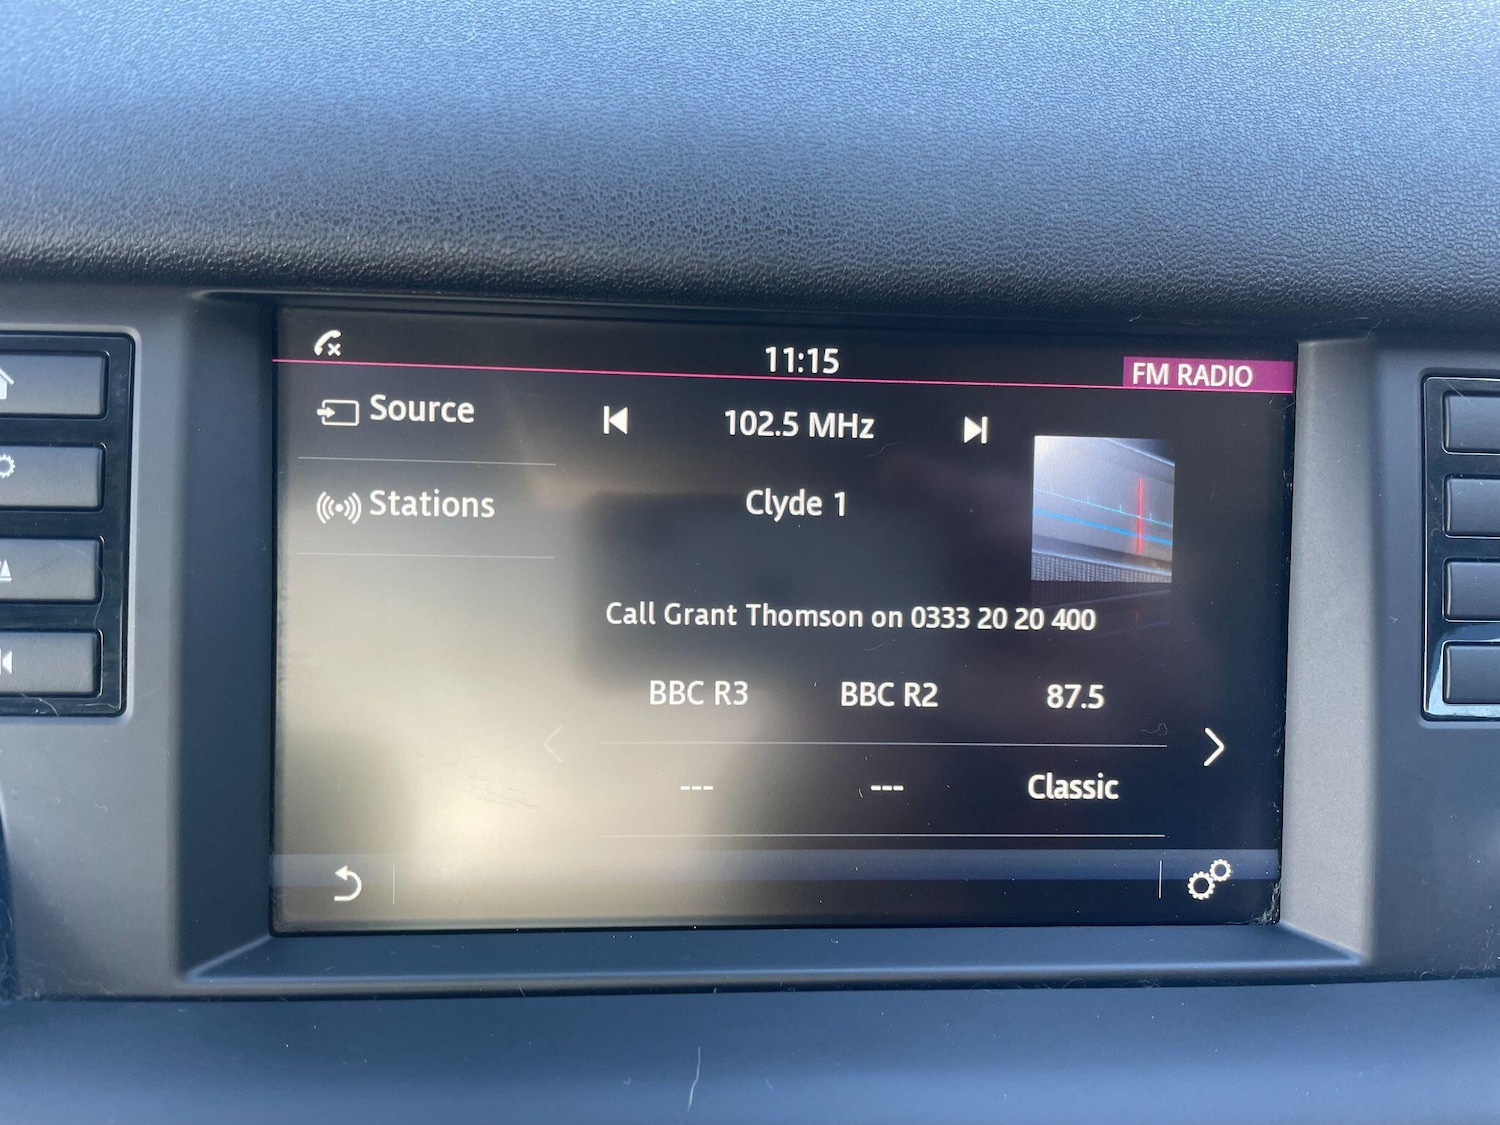 11:15
FM RADIO
Source
102.5 MHz
Stations
Clyde 1
Call Grant Thomson on 0333 20 20 400
BBC R3 BBC R2 87.5
--- --- Classic